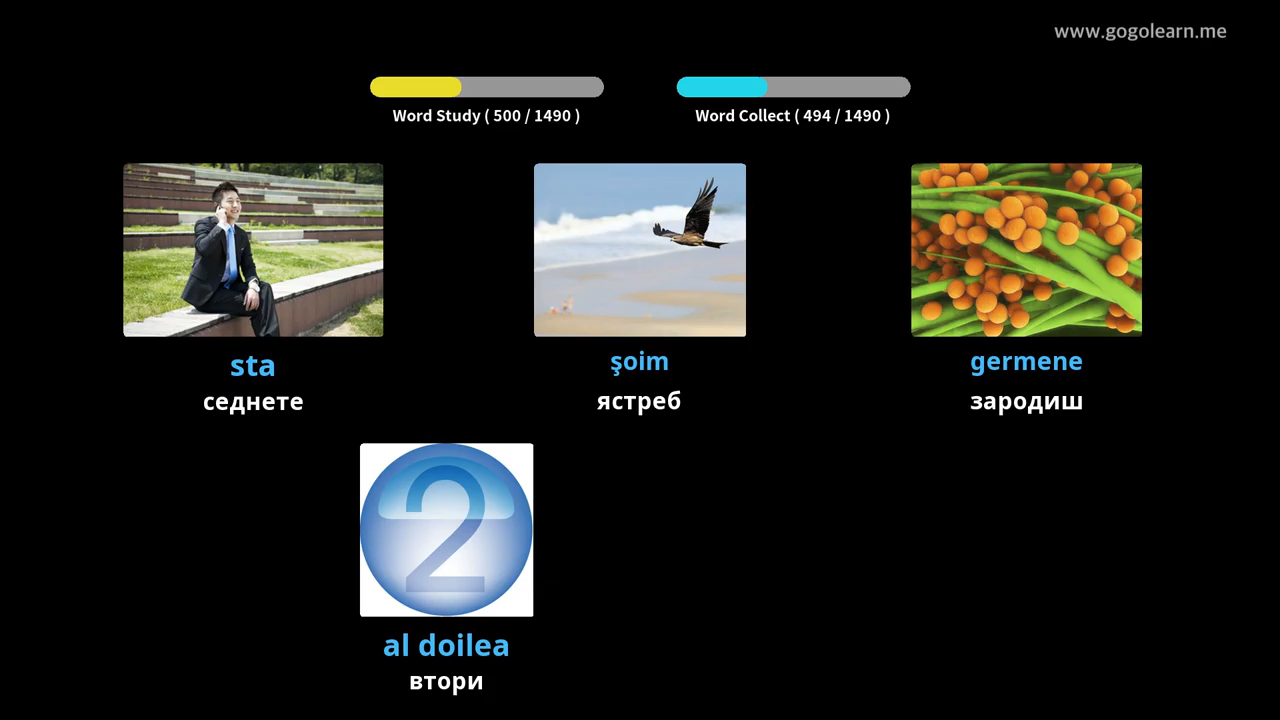 www.gogolearn.me
Word Study ( 500 / 1490 )
Word Collect ( 494 / 1490 )
sta
седнете
şoim
ястреб
germene
зародиш
2
al doilea
втори